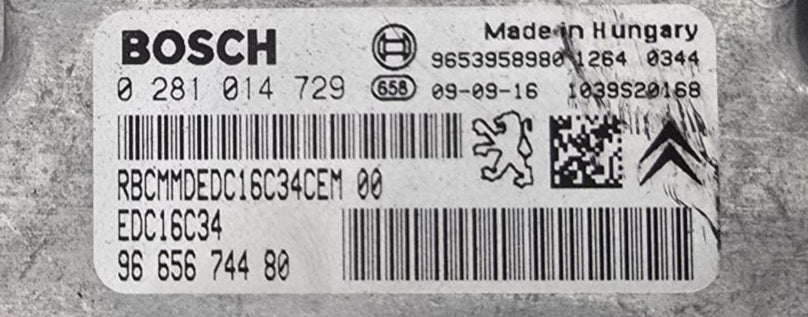 BOSCH
Made in Hungary
9653958980 1264 0344
0 281 014 729 658 09-09-16 1039S20168
RBCMMDEDC16C34CEM 00
EDC16C34
96 656 744 80